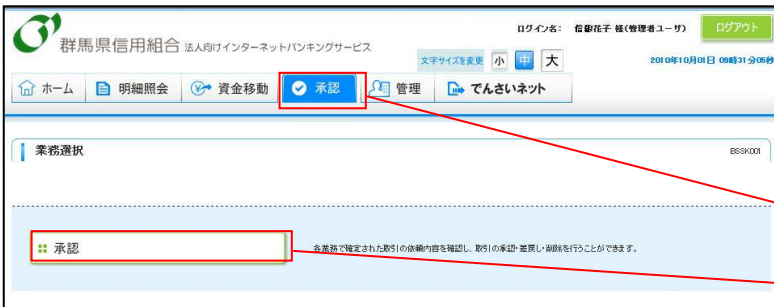 ログイン名： 信組花子 様(管理者ユーザ)
ログアウト
群馬県信用組合 法人向けインターネットバンキングサービス
文字サイズを変更 小 中 大
2010年10月01日 09時31分05秒
ホーム 明細照会 資金移動 承認 管理 でんさいネット
業務選択
BSSK001
承認
各業務で確定された取引の依頼内容を確認し、取引の承認・差戻し・削除を行うことができます。